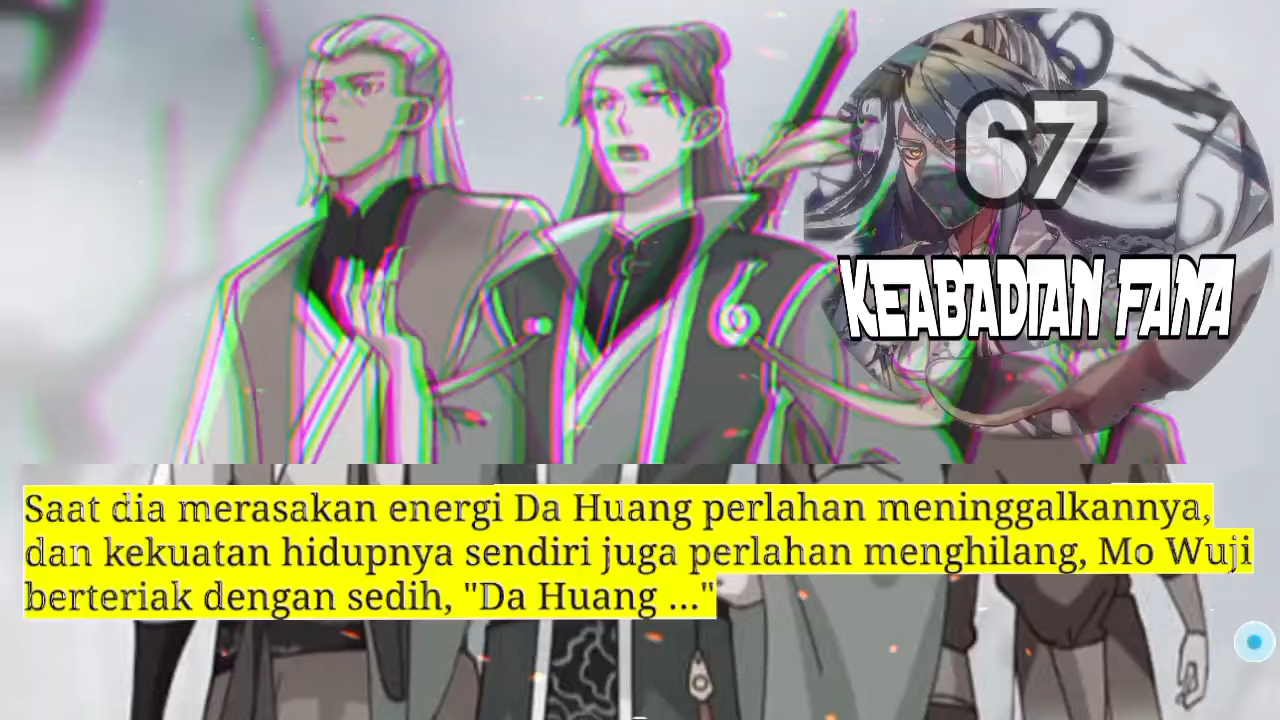 67
KEABADIAN FANA
Saat dia merasakan energi Da Huang perlahan meninggalkannya,
dan kekuatan hidupnya sendiri juga perlahan menghilang, Mo Wuji
berteriak dengan sedih, "Da Huang ..."